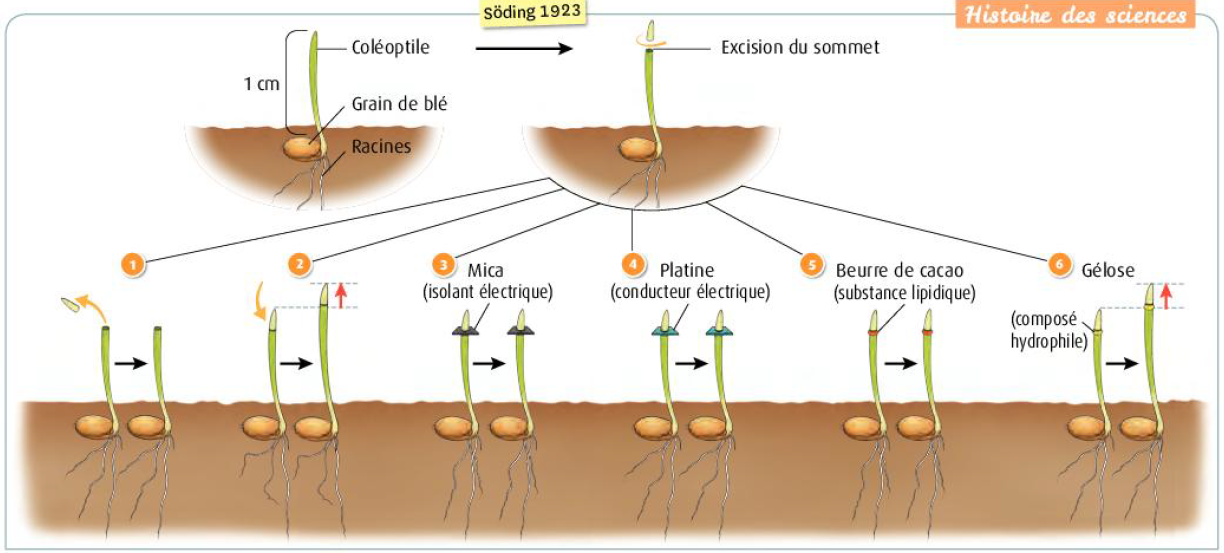 Söding 1923
Histoire des sciences
Coléoptile
Excision du sommet
1 cm
Grain de blé
Racines
1
2
3
Mica
(isolant électrique)
4
Platine
(conducteur électrique)
5
Beurre de cacao
(substance lipidique)
6
Gélose
(composé
hydrophile)